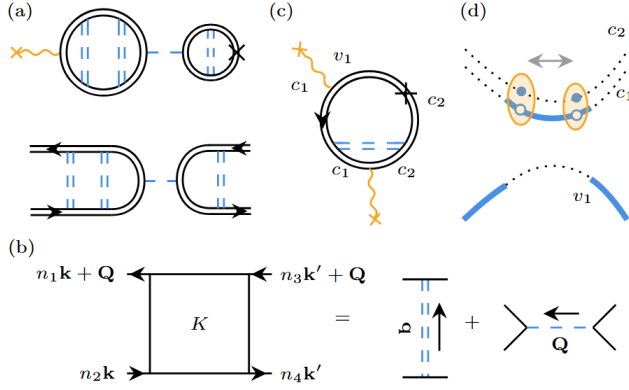 (a)
(c)
v₁
c₁
c₂
c₁
c₂
(d)
c₂
c₁
v₁
(b)
n₁k + Q
n₃k′ + Q
K
n₂k
n₄k′
=
b
+
Q